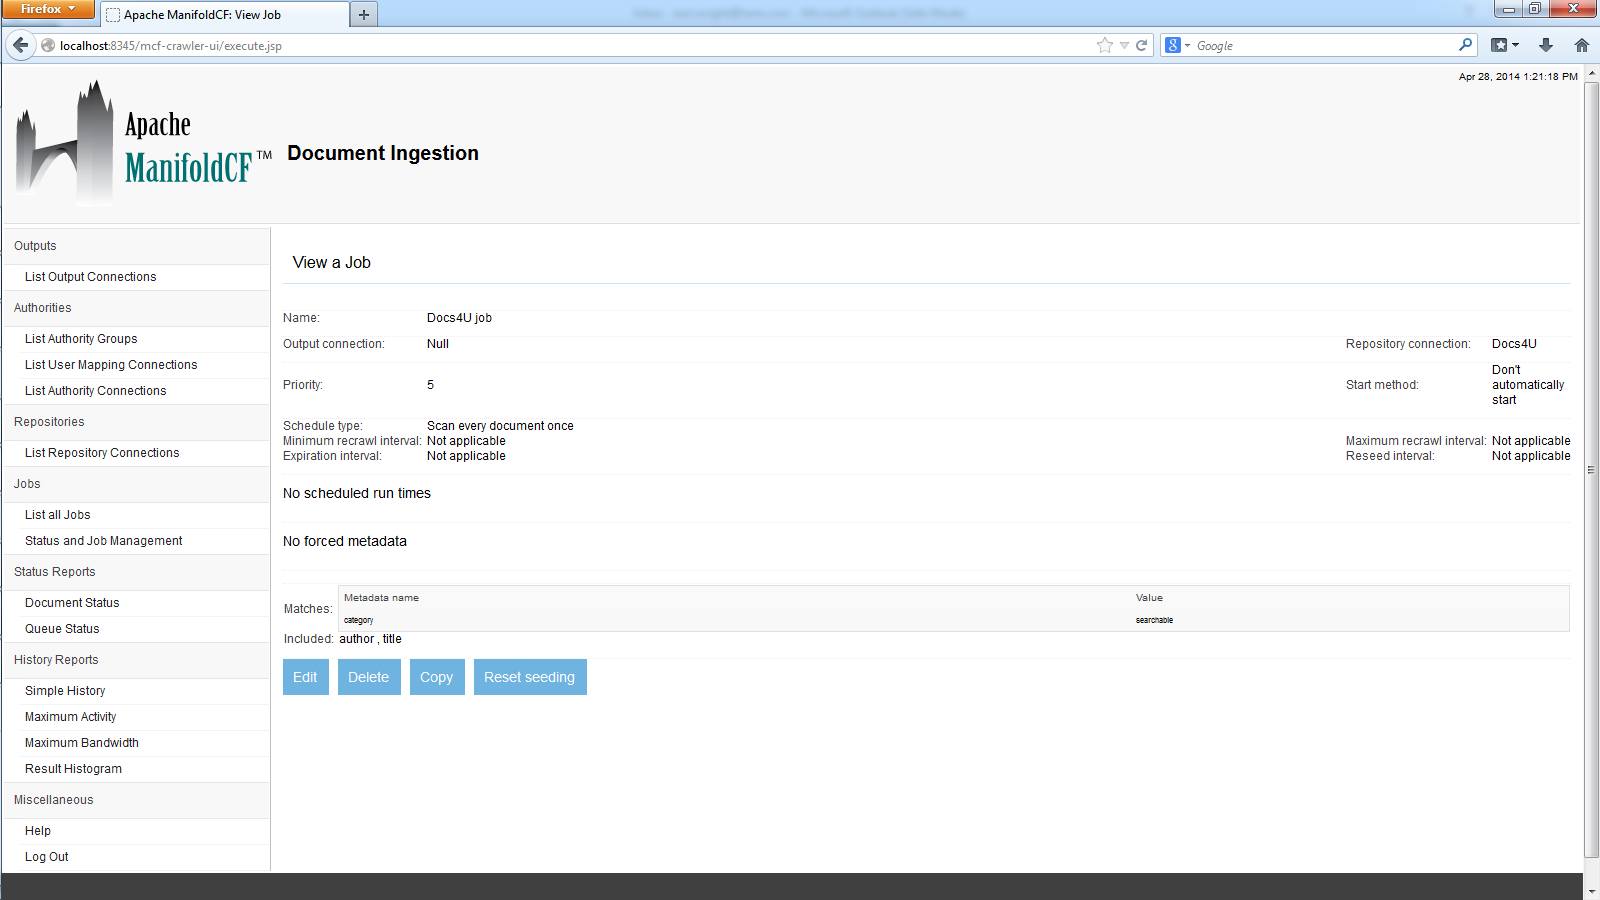 Firefox
Apache ManifoldCF: View Job
localhost:8345/mcf-crawler-ui/execute.jsp
Google
Apr 28, 2014 1:21:18 PM
Apache
ManifoldCF™
Document Ingestion
Outputs
List Output Connections
Authorities
List Authority Groups
List User Mapping Connections
List Authority Connections
Repositories
List Repository Connections
Jobs
List all Jobs
Status and Job Management
Status Reports
Document Status
Queue Status
History Reports
Simple History
Maximum Activity
Maximum Bandwidth
Result Histogram
Miscellaneous
Help
Log Out
View a Job
Name: Docs4U job
Output connection: Null Repository connection: Docs4U
Priority: 5 Start method: Don't automatically start
Schedule type: Scan every document once
Minimum recrawl interval: Not applicable Maximum recrawl interval: Not applicable
Expiration interval: Not applicable Reseed interval: Not applicable
No scheduled run times
No forced metadata
Matches:
Metadata name Value
category searchable
Included: author , title
Edit Delete Copy Reset seeding